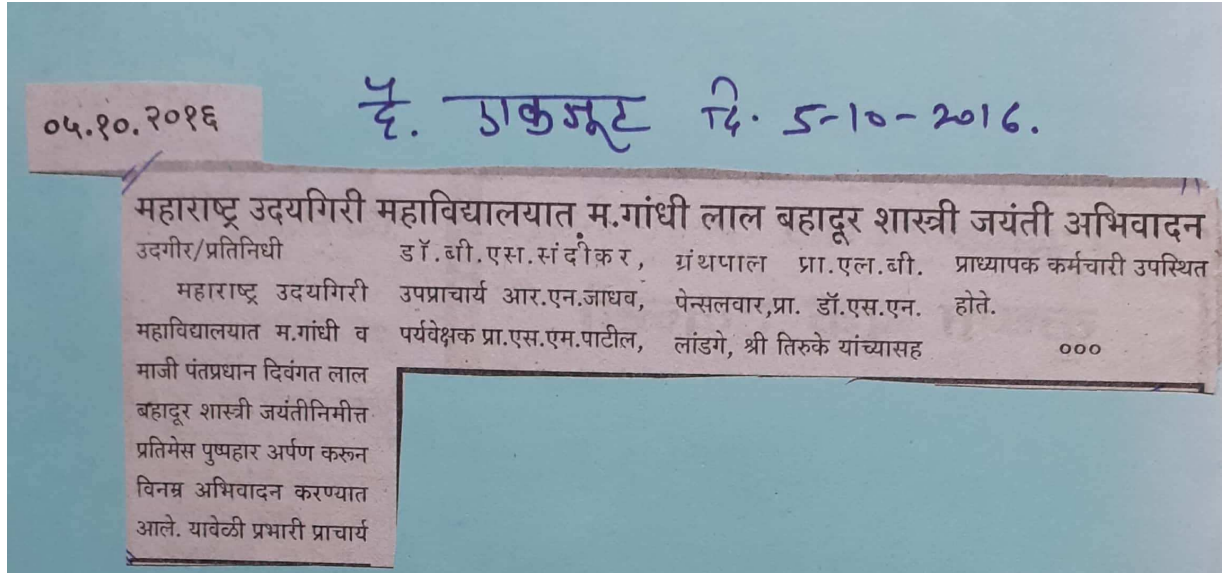 ०५.१०.२०१६
दै. एकजूट दि. 5-10-2016.
महाराष्ट्र उदयगिरी महाविद्यालयात म.गांधी लाल बहादूर शास्त्री जयंती अभिवादन
उदगीर/प्रतिनिधी
महाराष्ट्र उदयगिरी
महाविद्यालयात म.गांधी व
माजी पंतप्रधान दिवंगत लाल
बहादूर शास्त्री जयंतीनिमीत्त
प्रतिमेस पुष्पहार अर्पण करून
विनम्र अभिवादन करण्यात
आले. यावेळी प्रभारी प्राचार्य
डॉ.बी.एस.संदीकर,
उपप्राचार्य आर.एन.जाधव,
पर्यवेक्षक प्रा.एस.एम.पाटील,
ग्रंथपाल प्रा.एल.बी.
पेन्सलवार,प्रा. डॉ.एस.एन.
लांडगे, श्री तिरुके यांच्यासह
प्राध्यापक कर्मचारी उपस्थित
होते.
०००